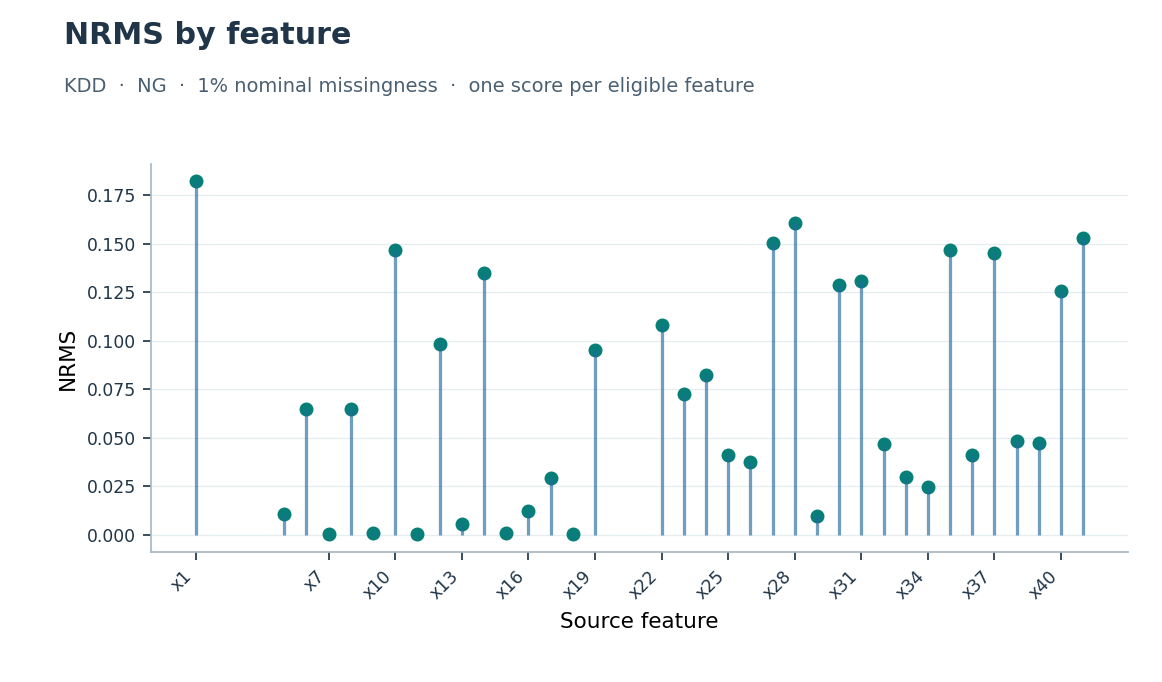 NRMS by feature
KDD · NG · 1% nominal missingness · one score per eligible feature
NRMS
0.175
0.150
0.125
0.100
0.075
0.050
0.025
0.000
x1 x7 x10 x13 x16 x19 x22 x25 x28 x31 x34 x37 x40
Source feature